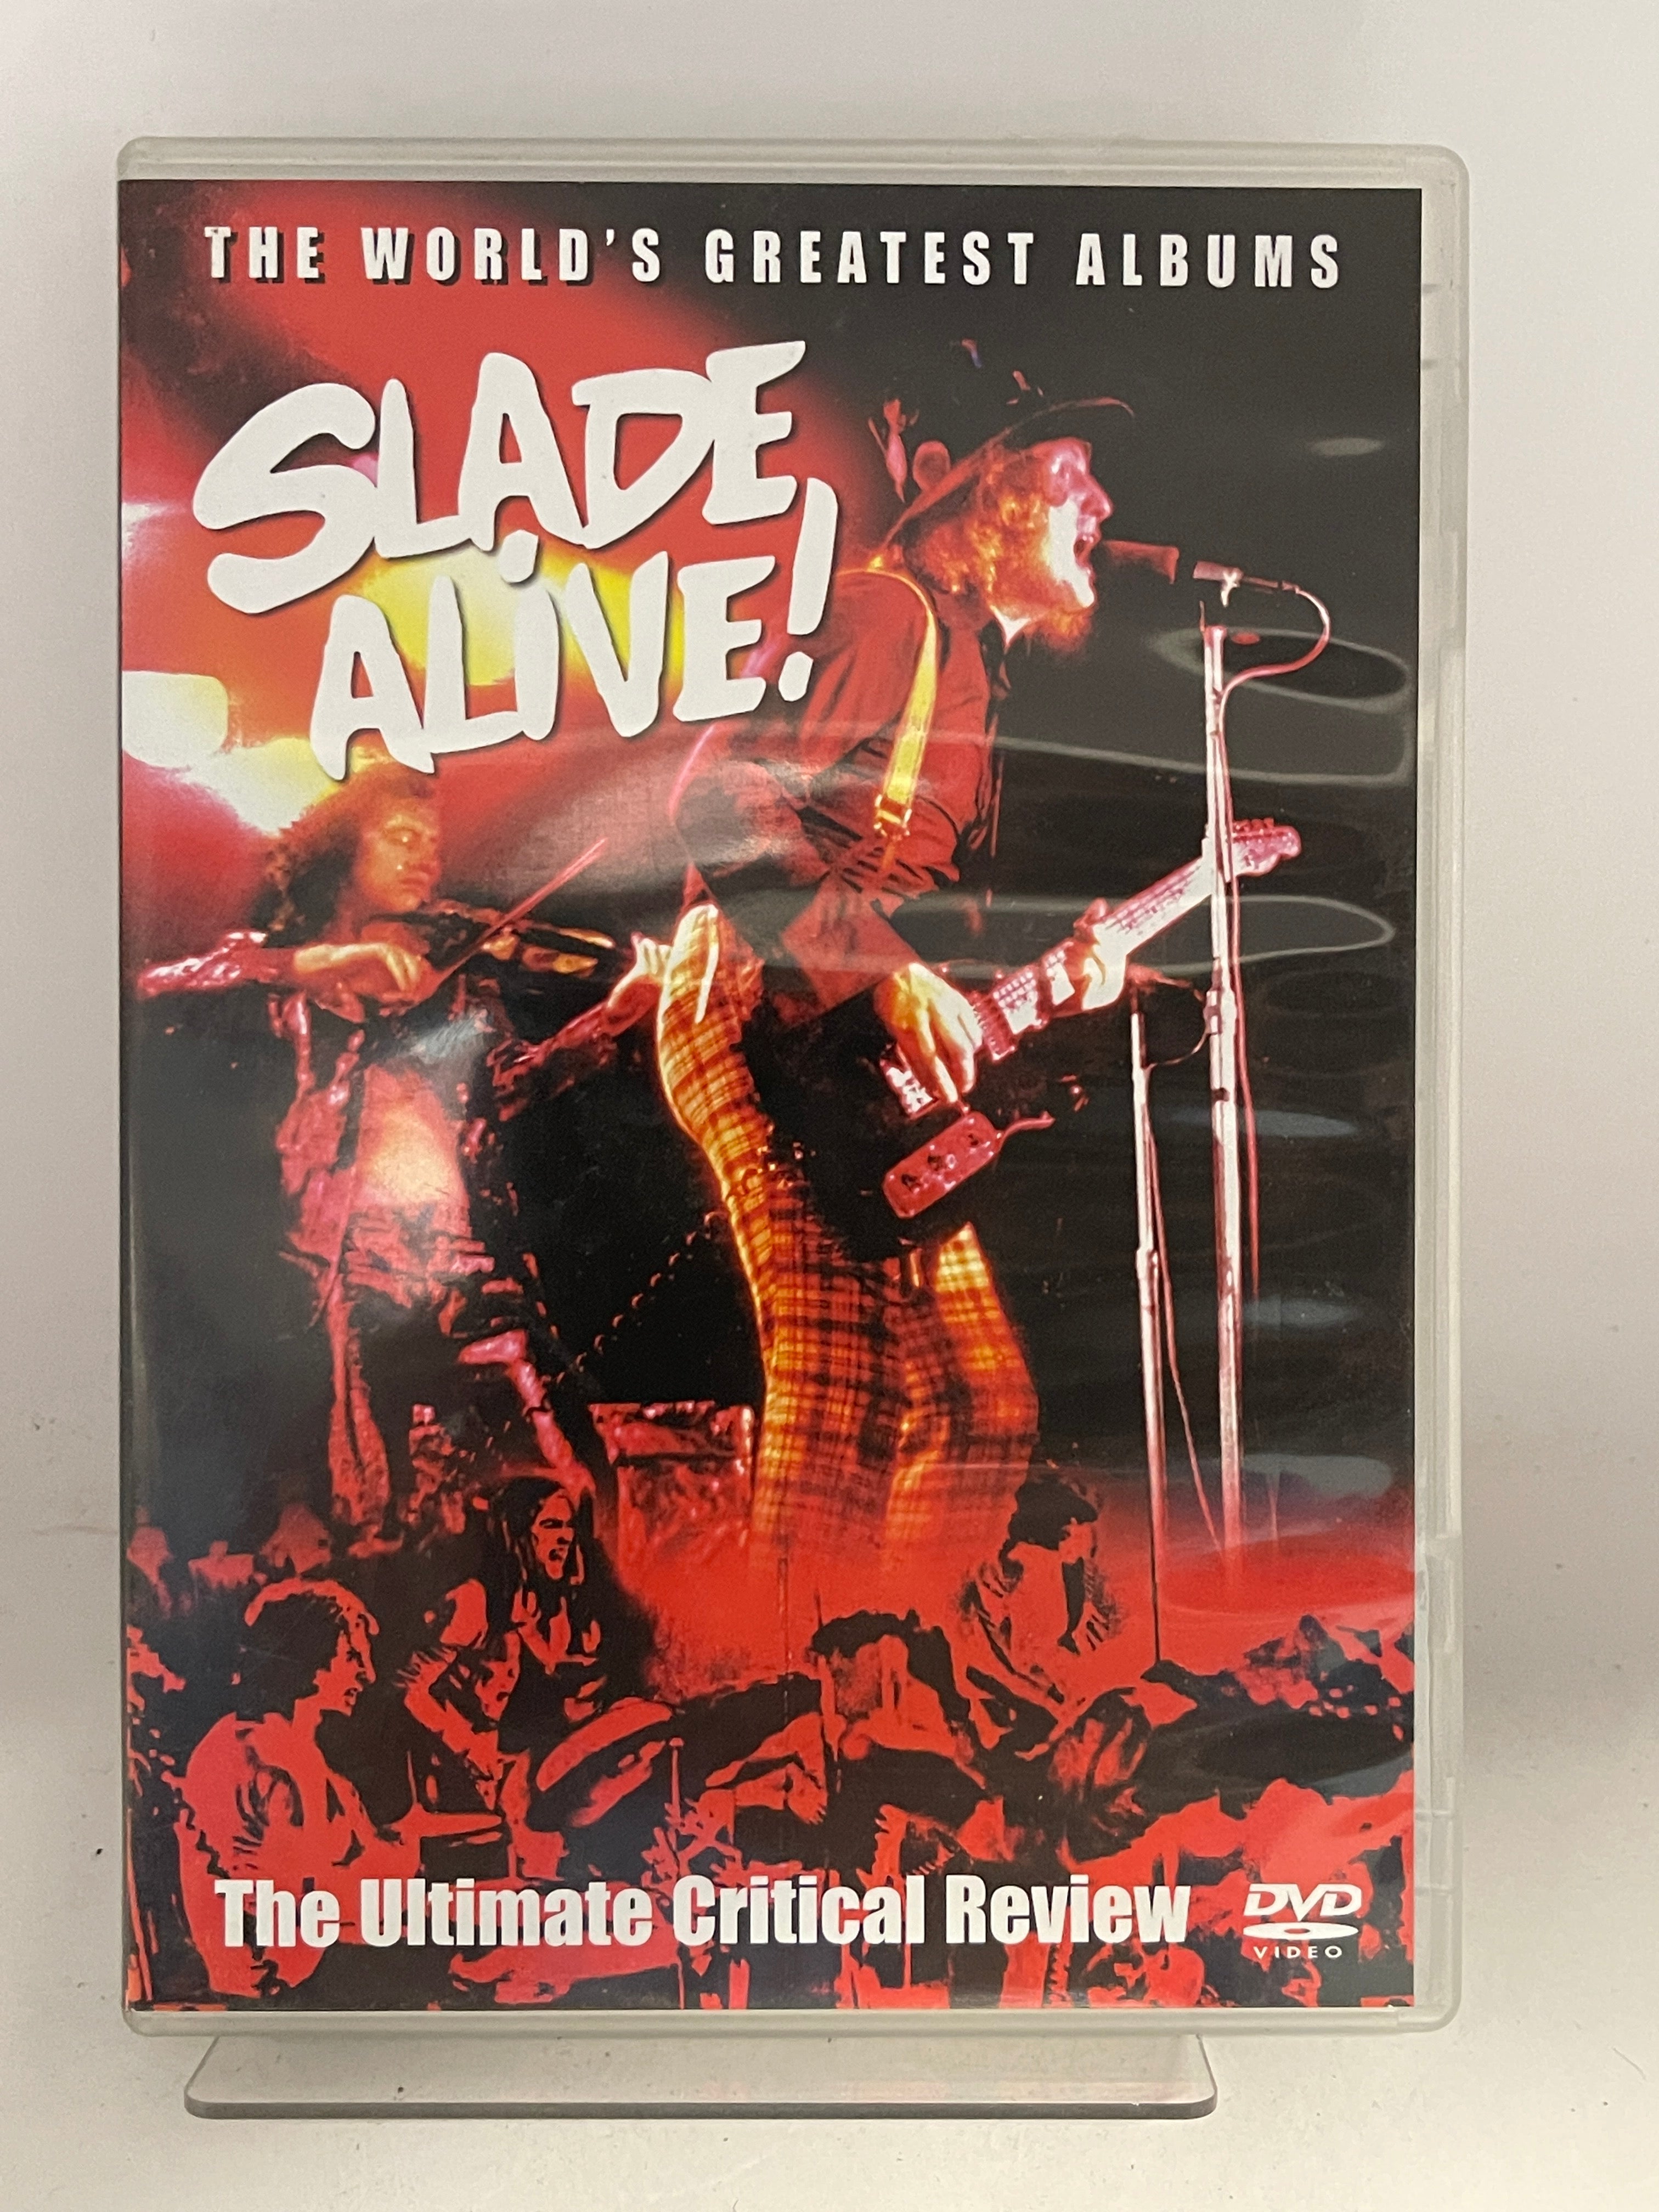 THE WORLD'S GREATEST ALBUMS
SLADE
ALiVE!
The Ultimate Critical Review
DVD
VIDEO